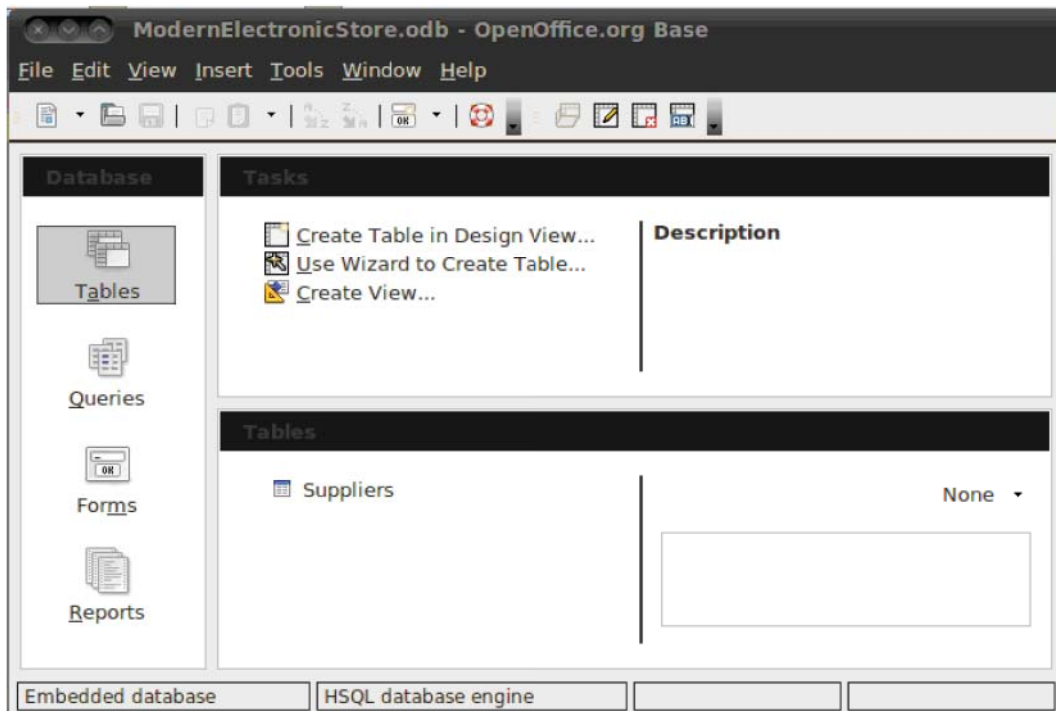 ModernElectronicStore.odb - OpenOffice.org Base
File Edit View Insert Tools Window Help
Database
Tables
Queries
Forms
Reports
Tasks
Create Table in Design View...
Use Wizard to Create Table...
Create View...
Description
Tables
Suppliers
None
Embedded database
HSQL database engine